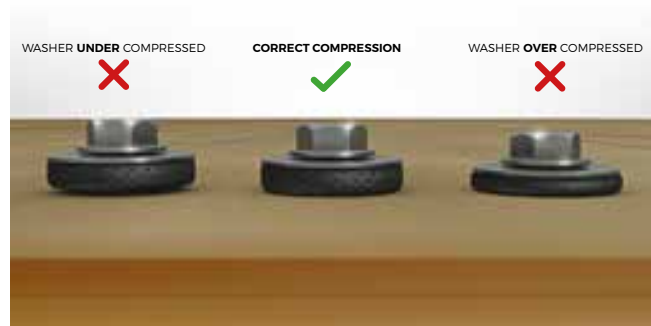 WASHER UNDER COMPRESSED
CORRECT COMPRESSION
WASHER OVER COMPRESSED